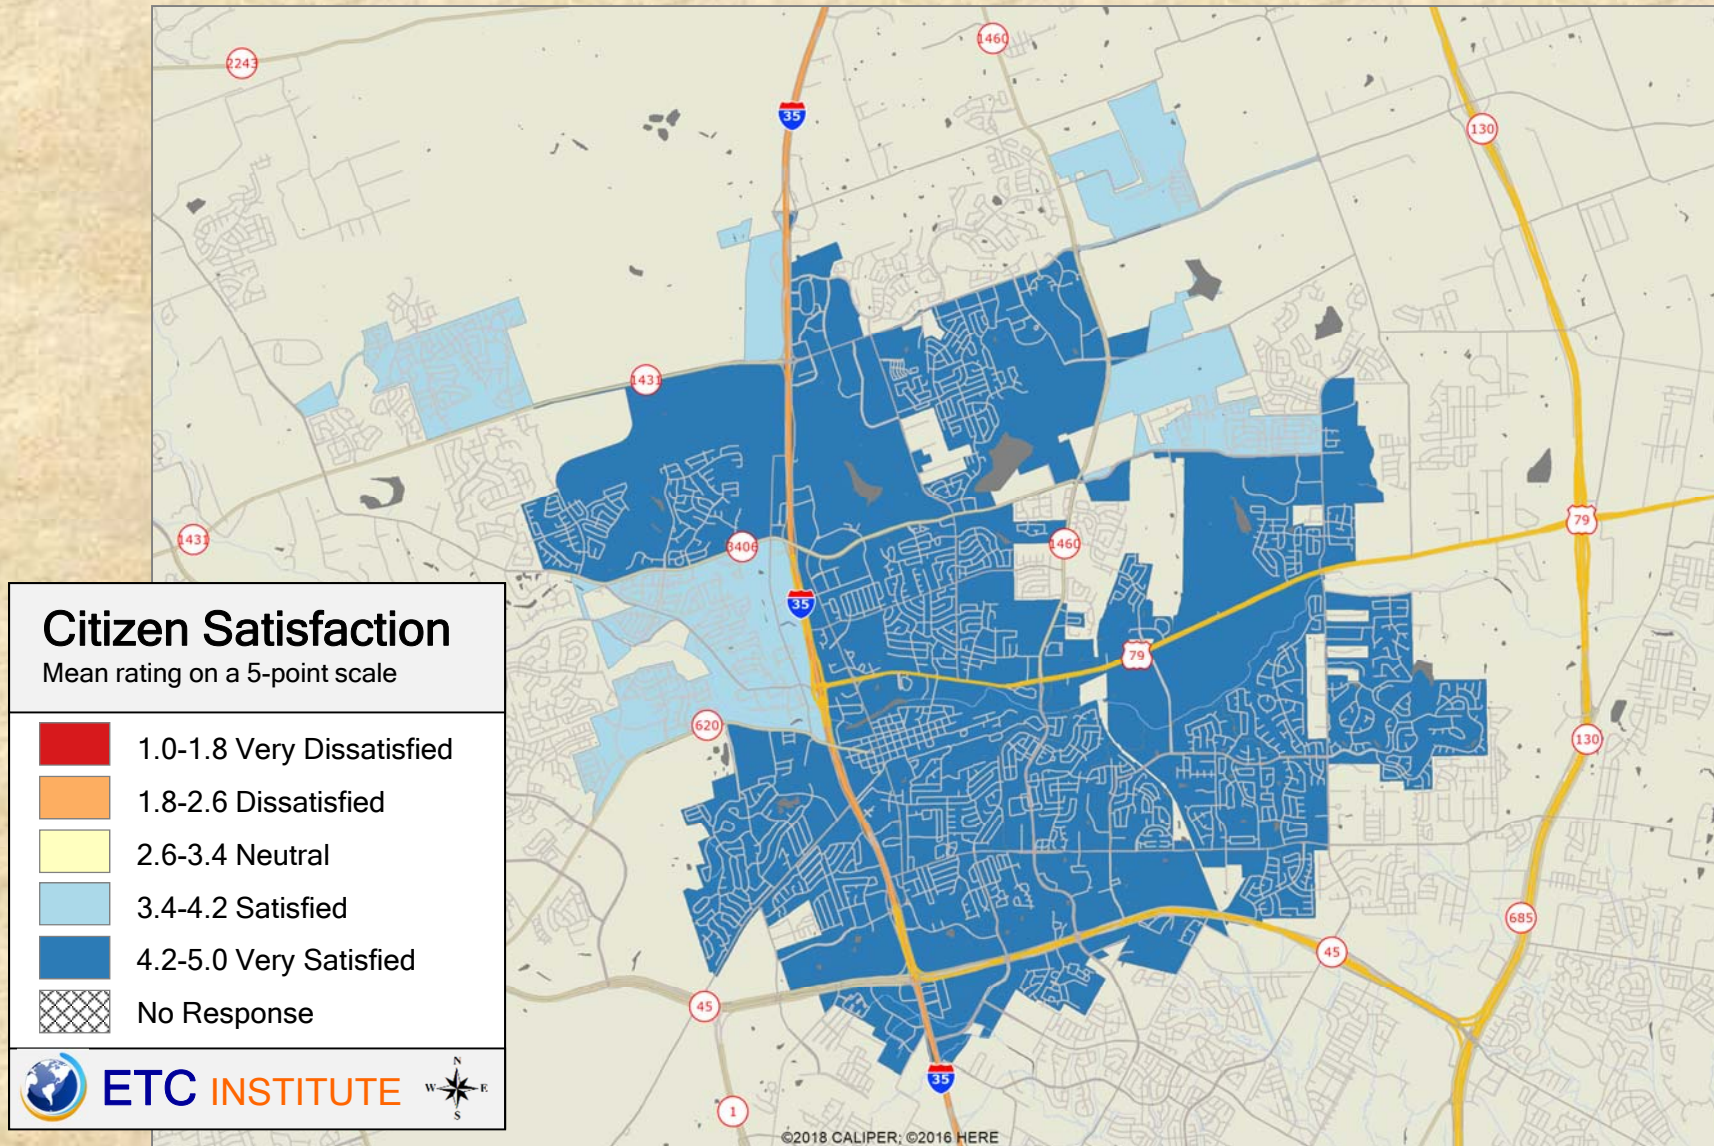 2243
1460
35
130
1431
1431
3406
1460
79
35
79
620
130
685
45
45
35
1
Citizen Satisfaction
Mean rating on a 5-point scale
1.0-1.8 Very Dissatisfied
1.8-2.6 Dissatisfied
2.6-3.4 Neutral
3.4-4.2 Satisfied
4.2-5.0 Very Satisfied
No Response
ETC INSTITUTE
N
W E
S
©2018 CALIPER; ©2016 HERE